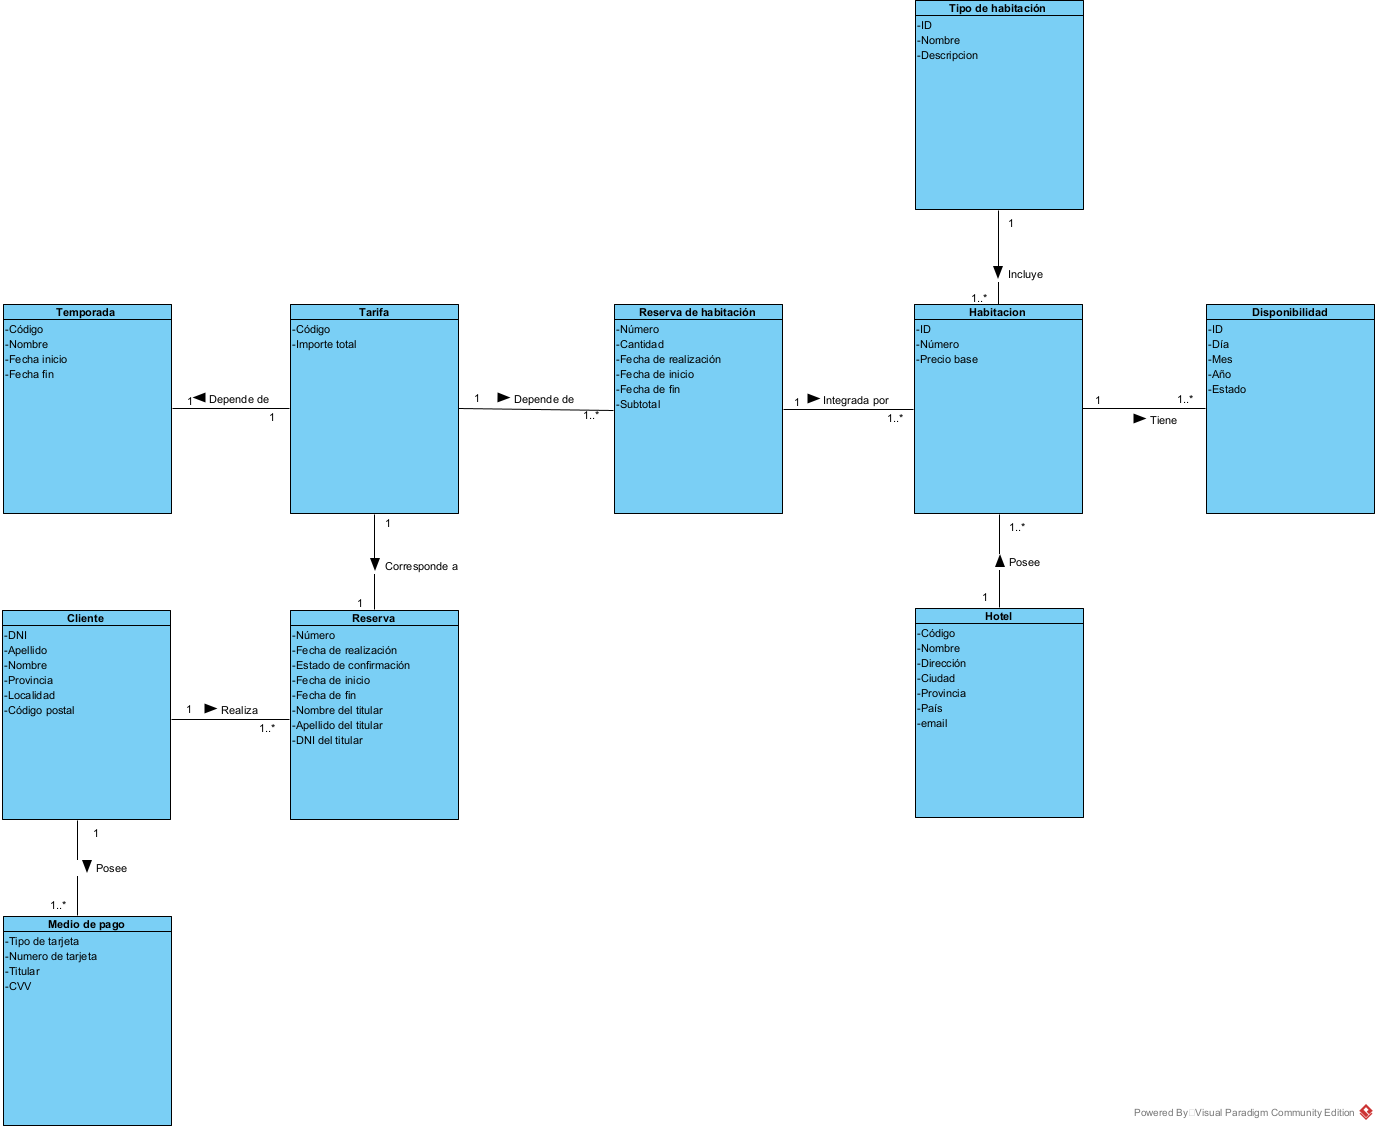 Tipo de habitación
-ID
-Nombre
-Descripcion
1
Incluye
1..*
Temporada
-Código
-Nombre
-Fecha inicio
-Fecha fin
1
Depende de
1
Tarifa
-Código
-Importe total
1
Depende de
1..*
Reserva de habitación
-Número
-Cantidad
-Fecha de realización
-Fecha de inicio
-Fecha de fin
-Subtotal
1
Integrada por
1..*
Habitacion
-ID
-Número
-Precio base
1
1..*
Tiene
Disponibilidad
-ID
-Día
-Mes
-Año
-Estado
1
Corresponde a
1
1..*
Posee
1
Cliente
-DNI
-Apellido
-Nombre
-Provincia
-Localidad
-Código postal
1
Realiza
1..*
Reserva
-Número
-Fecha de realización
-Estado de confirmación
-Fecha de inicio
-Fecha de fin
-Nombre del titular
-Apellido del titular
-DNI del titular
Hotel
-Código
-Nombre
-Dirección
-Ciudad
-Provincia
-País
-email
1
Posee
1..*
Medio de pago
-Tipo de tarjeta
-Numero de tarjeta
-Titular
-CVV
Powered By Visual Paradigm Community Edition